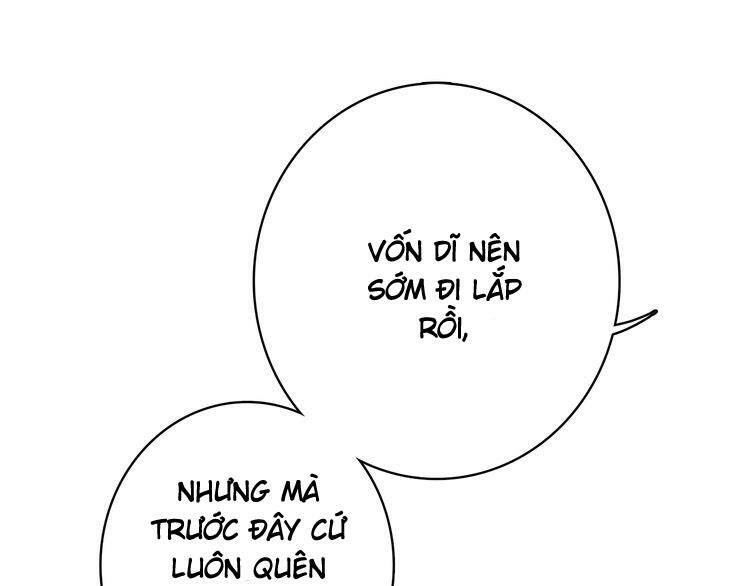 VỐN DĨ NÊN
SỚM ĐI LẮP
RỒI,
NHƯNG MÀ
TRƯỚC ĐÂY CỨ
LUÔN QUÊN